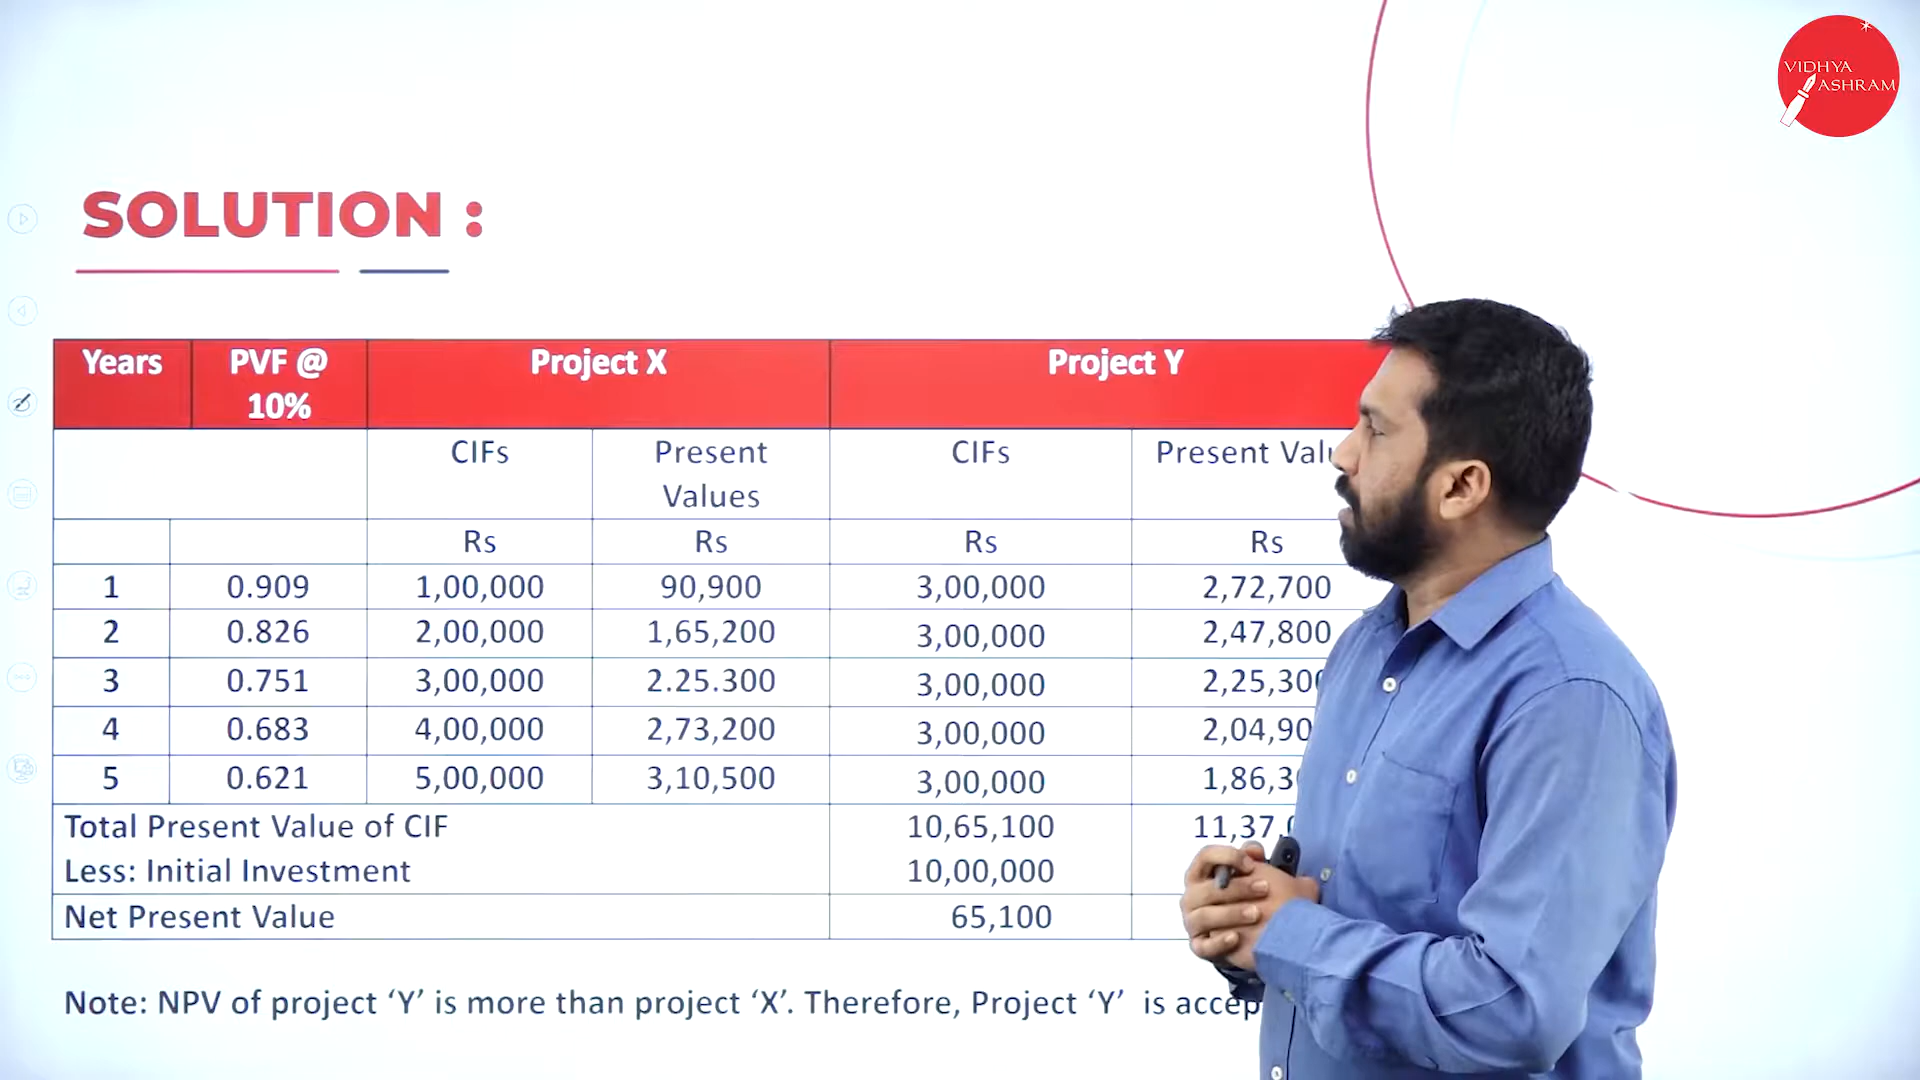 VIDHYA
ASHRAM
SOLUTION :
Years PVF @ 10% Project X Project Y
CIFs Present Values CIFs Present
Rs Rs Rs Rs
1 0.909 1,00,000 90,900 3,00,000 2,72,700
2 0.826 2,00,000 1,65,200 3,00,000 2,47,800
3 0.751 3,00,000 2.25.300 3,00,000
4 0.683 4,00,000 2,73,200 3,00,000
5 0.621 5,00,000 3,10,500 3,00,000
Total Present Value of CIF 10,65,100
Less: Initial Investment 10,00,000
Net Present Value 65,100
Note: NPV of project ‘Y’ is more than project ‘X’. Therefore, Project ‘Y’ is